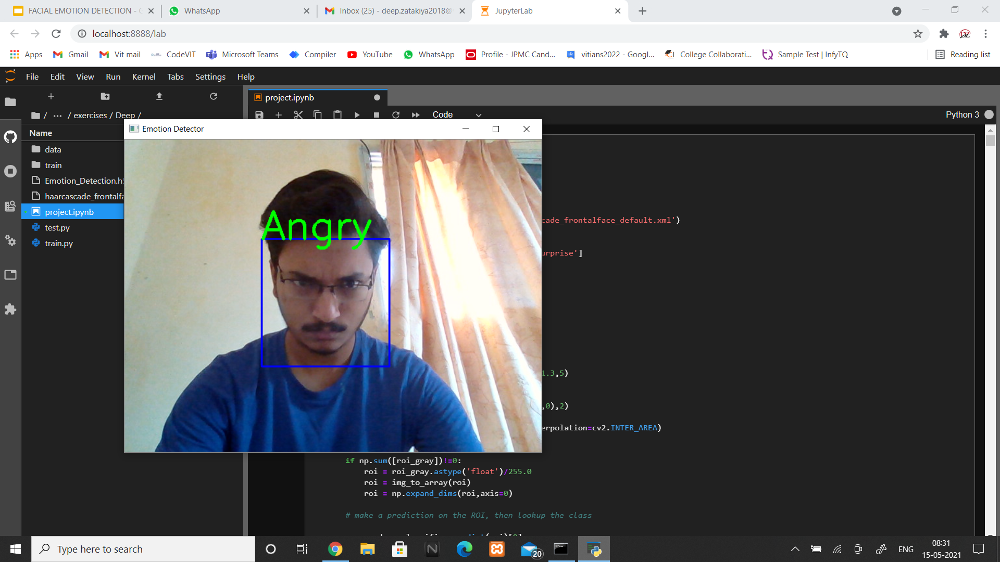 FACIAL EMOTION DETECTION -
WhatsApp
Inbox (25) - deep.zatakiya2018@
JupyterLab
localhost:8888/lab
Apps
Gmail
Vit mail
CodeVIT
Microsoft Teams
Compiler
YouTube
WhatsApp
Profile - JPMC Cand...
vitians2022 - Googl...
College Collaborati...
Sample Test | InfyTQ
Reading list
File Edit View Run Kernel Tabs Settings Help
project.ipynb
/ ... / exercises / Deep /
Code
Python 3
Name
data
train
Emotion_Detection.h
haarcascade_frontalfa
project.ipynb
test.py
train.py
Emotion Detector
Angry
cade_frontalface_default.xml')
urprise']
1.3,5)
,0),2)
erpolation=cv2.INTER_AREA)
if np.sum([roi_gray])!=0:
roi = roi_gray.astype('float')/255.0
roi = img_to_array(roi)
roi = np.expand_dims(roi,axis=0)
# make a prediction on the ROI, then lookup the class
Type here to search
20
ENG
08:31
15-05-2021